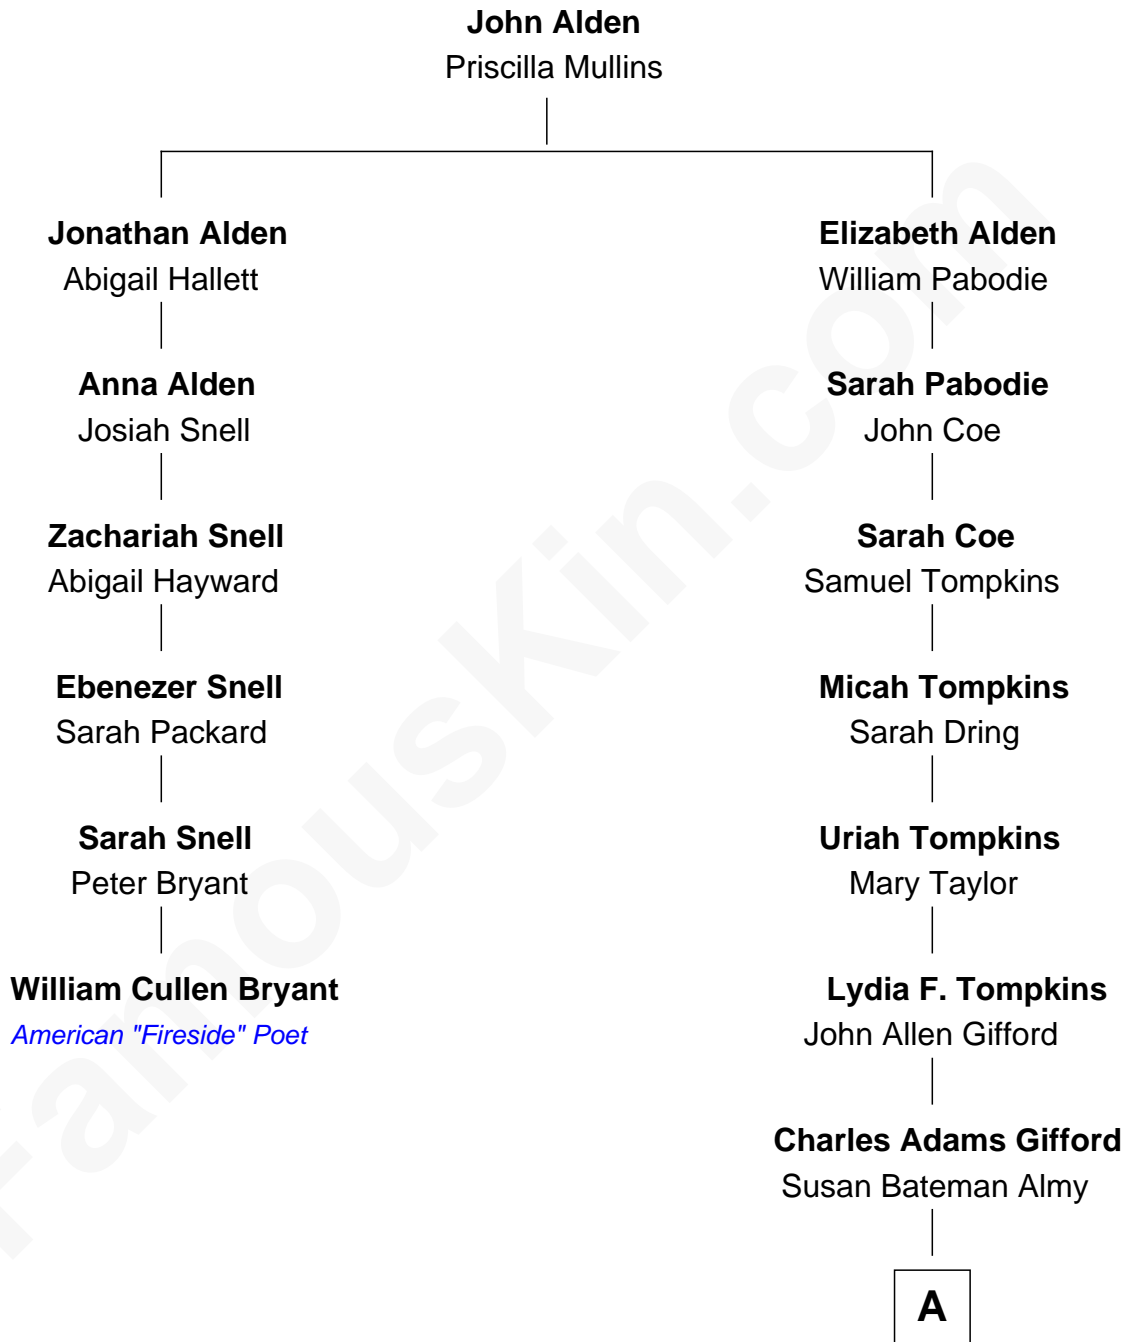 John Alden
Priscilla Mullins
Jonathan Alden
Abigail Hallett
Anna Alden
Josiah Snell
Zachariah Snell
Abigail Hayward
Ebenezer Snell
Sarah Packard
Sarah Snell
Peter Bryant
William Cullen Bryant
American "Fireside" Poet
Elizabeth Alden
William Pabodie
Sarah Pabodie
John Coe
Sarah Coe
Samuel Tompkins
Micah Tompkins
Sarah Dring
Uriah Tompkins
Mary Taylor
Lydia F. Tompkins
John Allen Gifford
Charles Adams Gifford
Susan Bateman Almy
A
FamousKin.com